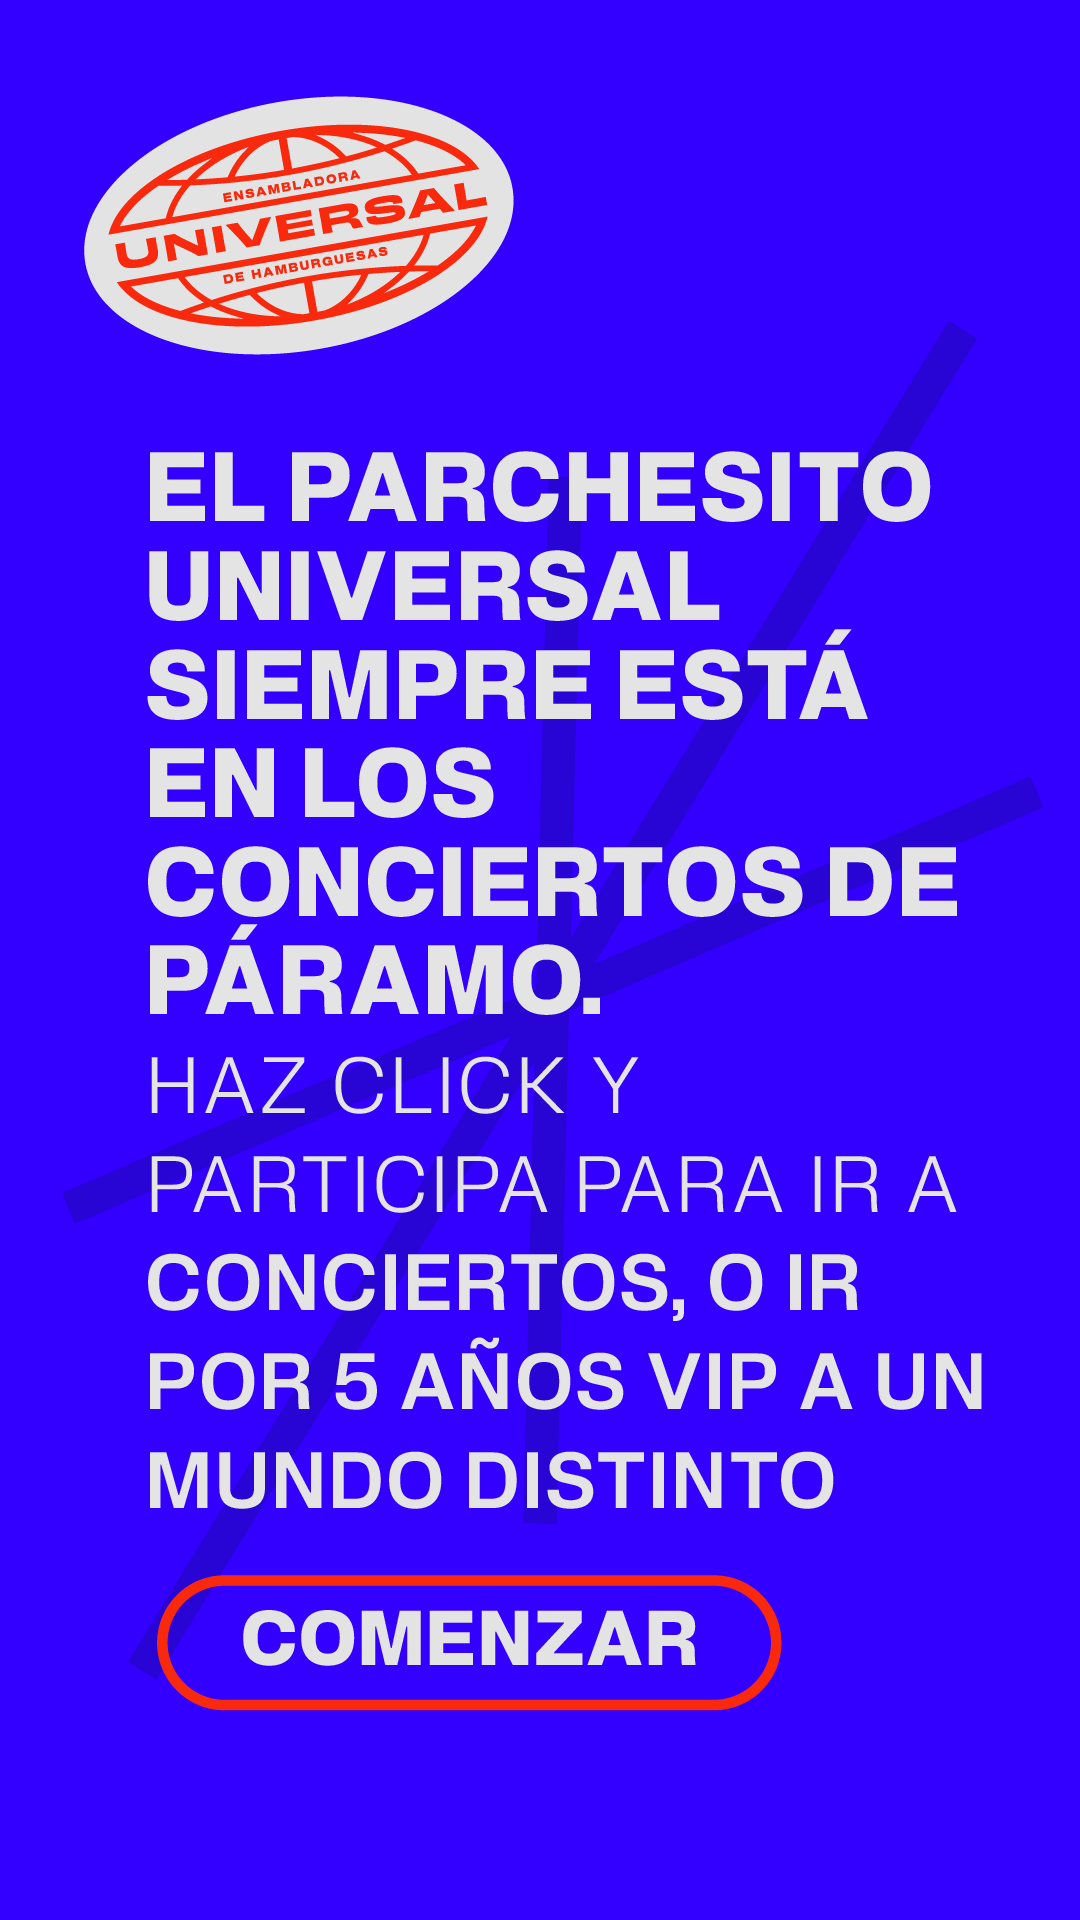 ENSAMBLADORA
UNIVERSAL
DE HAMBURGUESAS
EL PARCHESITO
UNIVERSAL
SIEMPRE ESTÁ
EN LOS
CONCIERTOS DE
PÁRAMO.
HAZ CLICK Y
PARTICIPA PARA IR A
CONCIERTOS, O IR
POR 5 AÑOS VIP A UN
MUNDO DISTINTO
COMENZAR